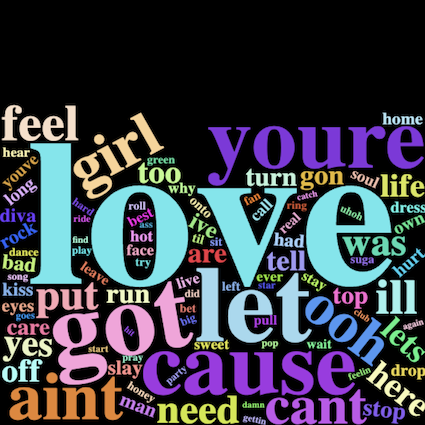 feel
girl
home
youre
hear
youve
long
green
too
why
turn
gon
soul
life
love
diva
rock
hard
ride
roll
best
ass
onto
ive
fan
call
ring
catch
real
uhoh
dress
own
dance
bad
find
play
hot
face
try
til
sit
are
had
tell
was
suga
hurt
song
kiss
leave
live
did
left
ever
star
stay
eyes
goes
put
run
bet
big
let
top
ill
care
got
hit
pull
ooh
club
again
yes
off
start
pray
slay
sweet
pop
wait
lets
cause
party
feelin
drop
here
aint
honey
man
need
damn
gettin
cant
stop